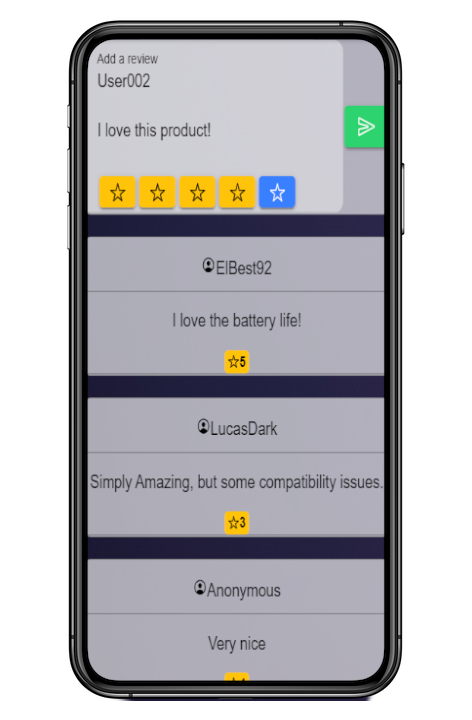 Add a review
User002
I love this product!
ElBest92
I love the battery life!
5
LucasDark
Simply Amazing, but some compatibility issues.
3
Anonymous
Very nice